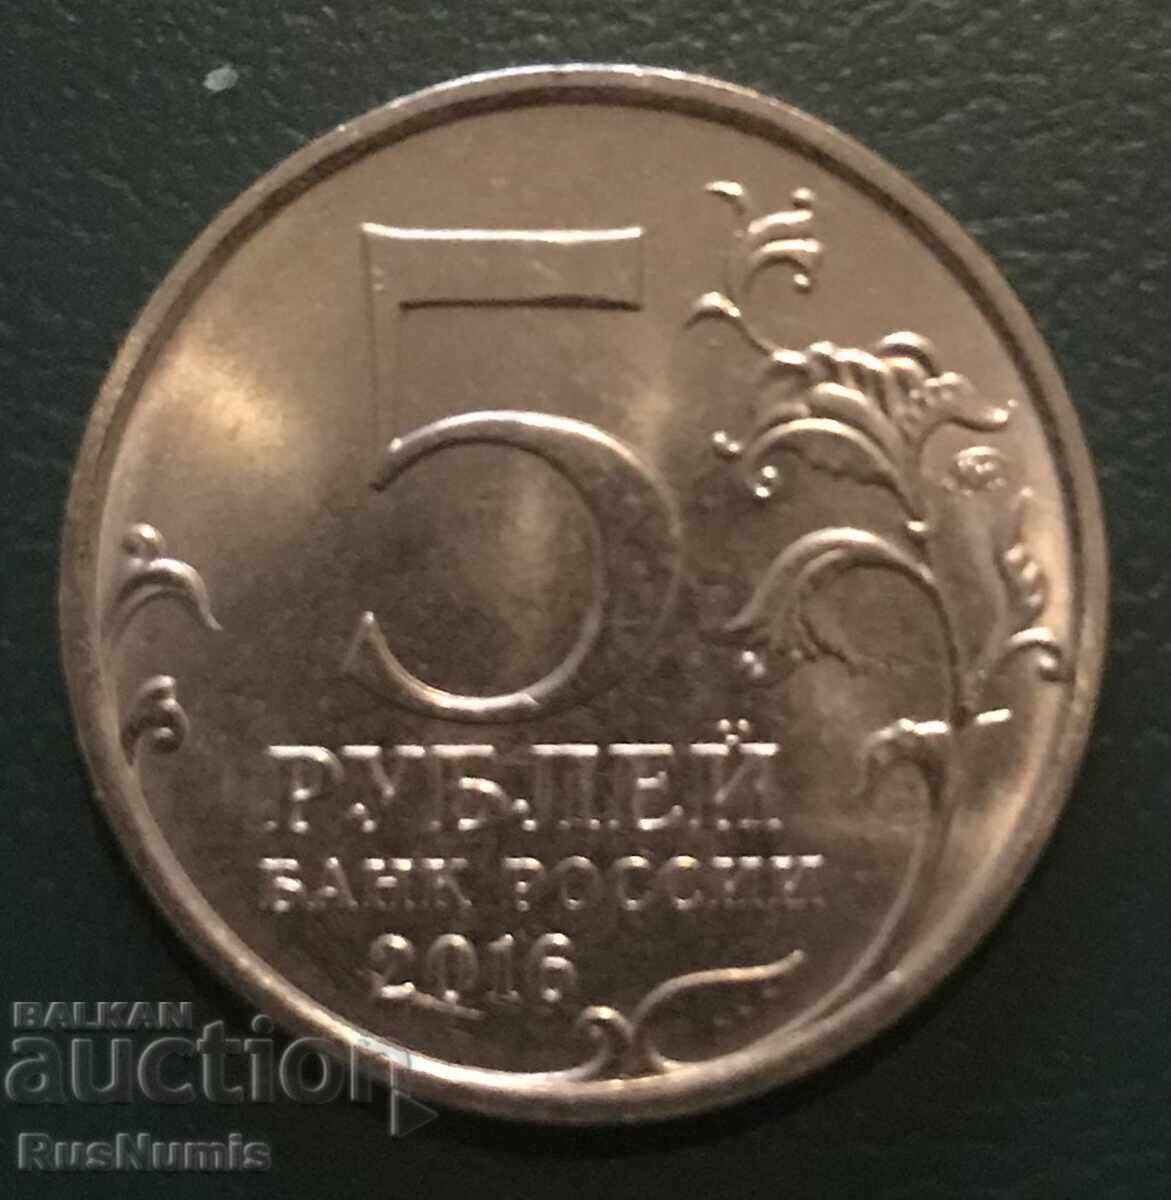 5
РУБЛЕЙ
БАНК РОССИИ
2016
BALKAN
auction
RusNumis